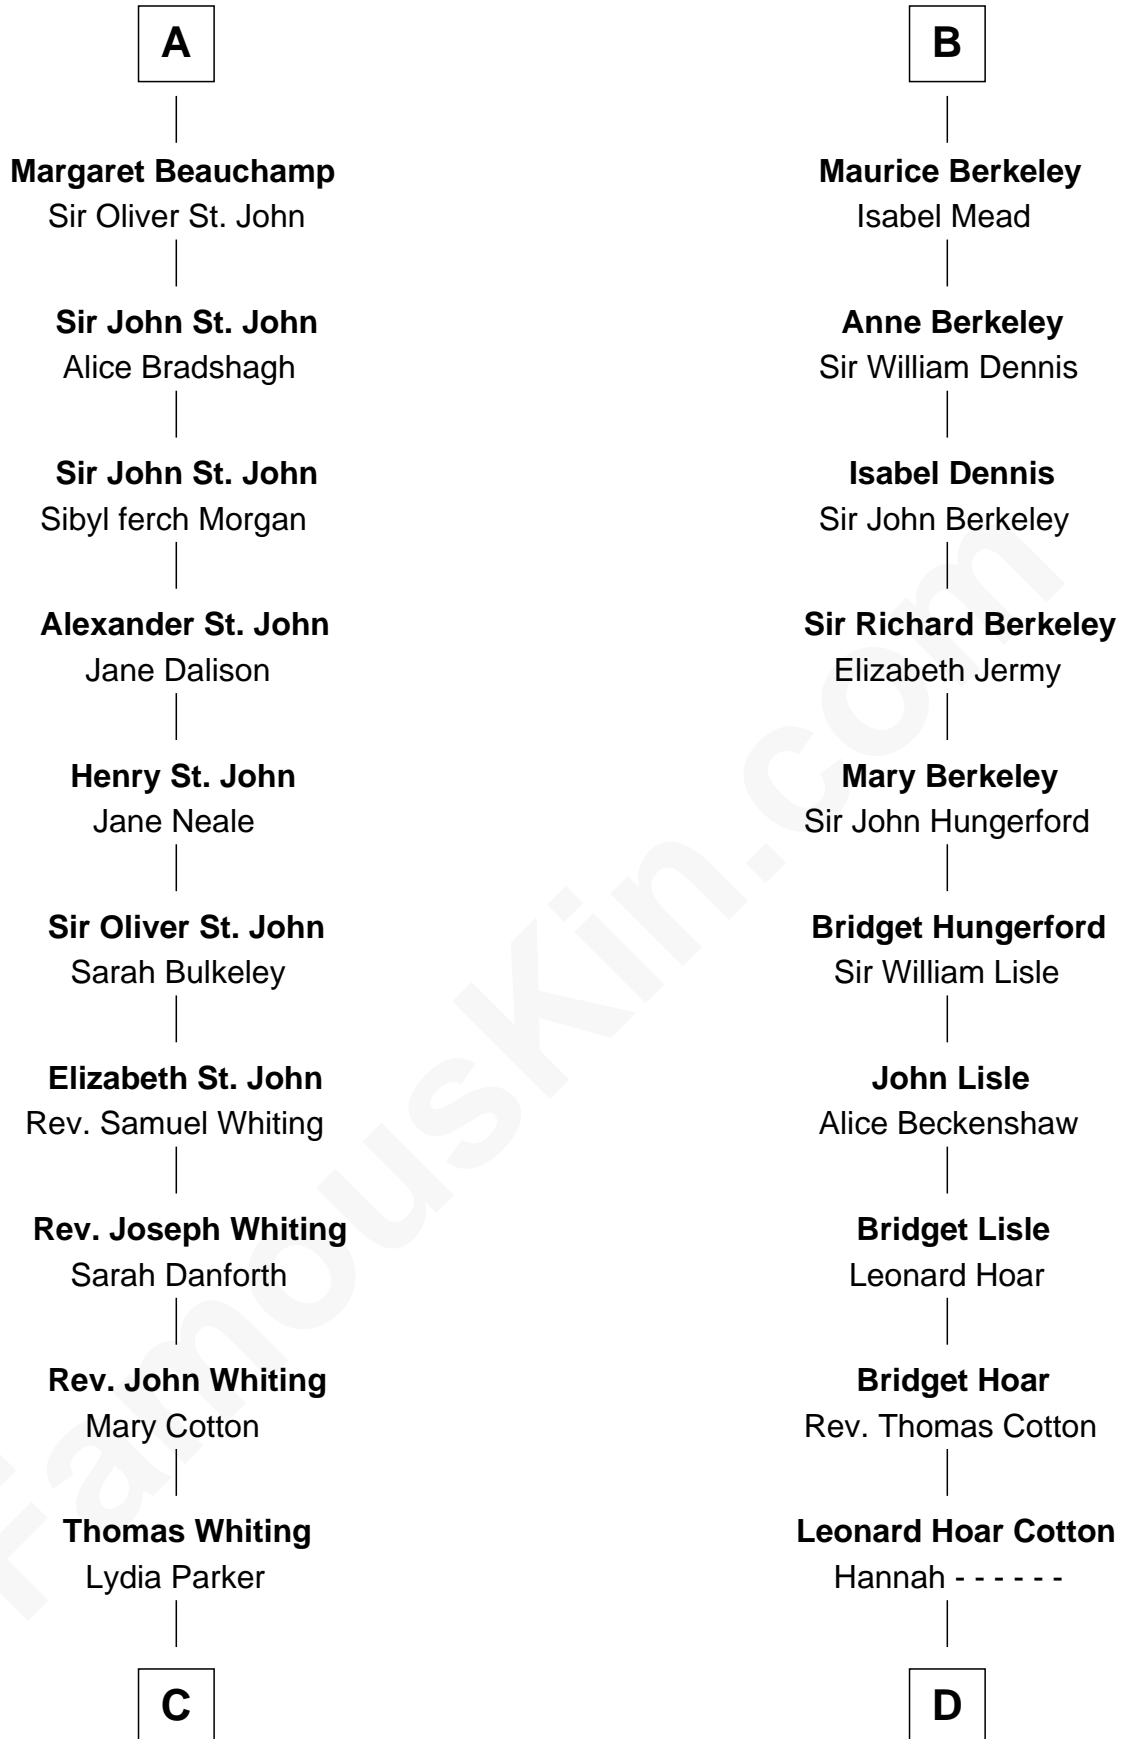 A
Margaret Beauchamp
Sir Oliver St. John
Sir John St. John
Alice Bradshagh
Sir John St. John
Sibyl ferch Morgan
Alexander St. John
Jane Dalison
Henry St. John
Jane Neale
Sir Oliver St. John
Sarah Bulkeley
Elizabeth St. John
Rev. Samuel Whiting
Rev. Joseph Whiting
Sarah Danforth
Rev. John Whiting
Mary Cotton
Thomas Whiting
Lydia Parker
C
B
Maurice Berkeley
Isabel Mead
Anne Berkeley
Sir William Dennis
Isabel Dennis
Sir John Berkeley
Sir Richard Berkeley
Elizabeth Jermy
Mary Berkeley
Sir John Hungerford
Bridget Hungerford
Sir William Lisle
John Lisle
Alice Beckenshaw
Bridget Lisle
Leonard Hoar
Bridget Hoar
Rev. Thomas Cotton
Leonard Hoar Cotton
Hannah - - - - - -
D
FamousKin.com